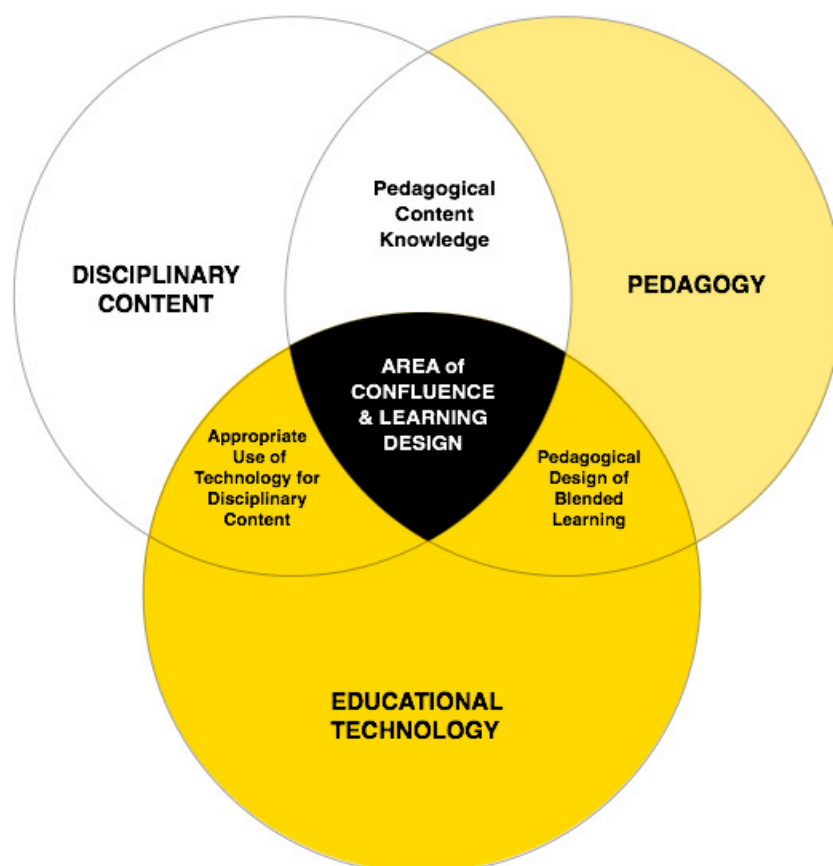 Pedagogical
Content
Knowledge
DISCIPLINARY
CONTENT
PEDAGOGY
AREA of
CONFLUENCE
& LEARNING
DESIGN
Appropriate
Use of
Technology for
Disciplinary
Content
Pedagogical
Design of
Blended
Learning
EDUCATIONAL
TECHNOLOGY